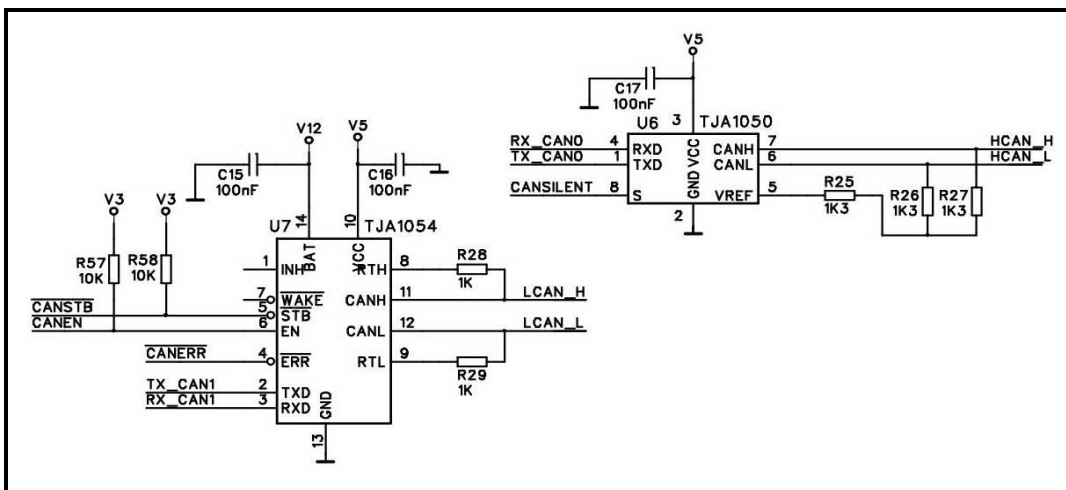 V5
C17
100nF
3
U6
TJA1050
RX_CAN0
4
RXD
VCC
CANH
7
HCAN_H
TX_CAN0
1
TXD
CANL
6
HCAN_L
CANSILENT
8
S
GND
VREF
5
R25
1K3
R26
1K3
R27
1K3
2
V12
V5
C15
100nF
C16
100nF
V3
V3
U7
14
10
TJA1054
R57
10K
R58
10K
1
INH
BAT
VCC
RTH
8
R28
1K
7
WAKE
CANH
11
LCAN_H
CANSTB
5
STB
CANEN
6
EN
CANL
12
LCAN_L
CANERR
4
ERR
RTL
9
R29
1K
TX_CAN1
2
TXD
RX_CAN1
3
RXD
GND
13